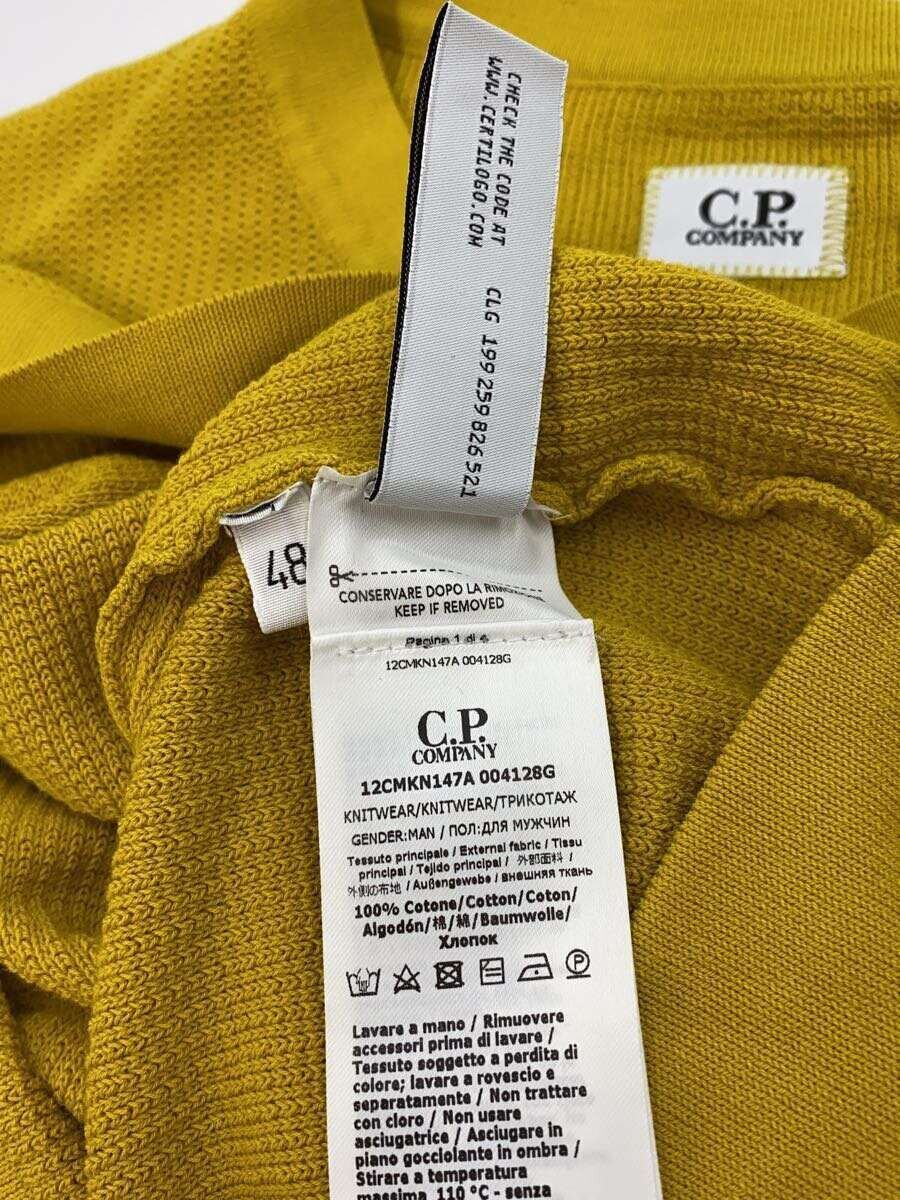 CHECK THE CODE AT
WWW.CERTILOGO.COM
CLG 199 259 826 521
C.P.
COMPANY
48
CONSERVARE DOPO LA RIMOZIONE
KEEP IF REMOVED
Pagina 1 di 4
12CMKN147A 004128G
C.P.
COMPANY
12CMKN147A 004128G
KNITWEAR/KNITWEAR/ТРИКОТАЖ
GENDER:MAN / ПОЛ:ДЛЯ МУЖЧИН
Tessuto principale / External fabric / Tissu
principal / Tejido principal / 外部面料 /
外側の布地 / Außengewebe / внешняя ткань
100% Cotone/Cotton/Coton/
Algodón/棉/綿/Baumwolle/
Хлопок
P
Lavare a mano / Rimuovere
accessori prima di lavare /
Tessuto soggetto a perdita di
colore; lavare a rovescio e
separatamente / Non trattare
con cloro / Non usare
asciugatrice / Asciugare in
piano gocciolante in ombra /
Stirare a temperatura
massima 110 °C - senza